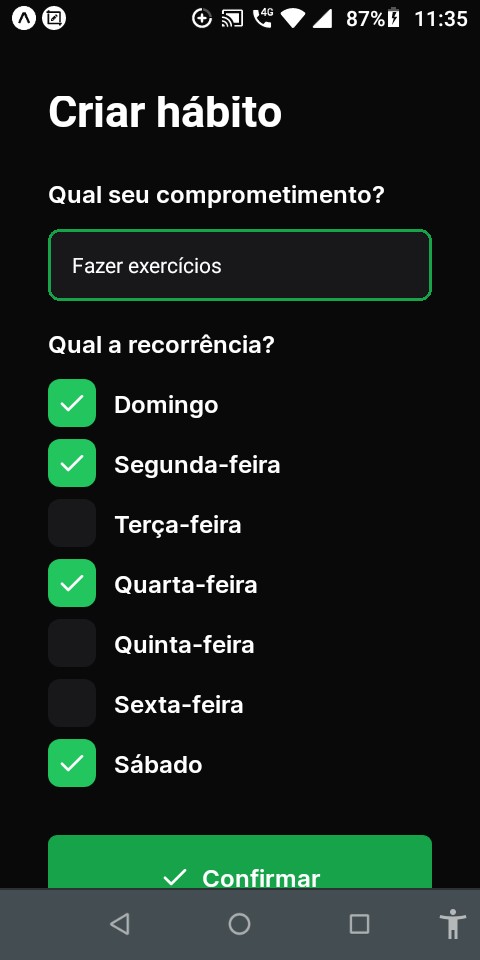 4G 87% 11:35
Criar hábito
Qual seu comprometimento?
Fazer exercícios
Qual a recorrência?
Domingo
Segunda-feira
Terça-feira
Quarta-feira
Quinta-feira
Sexta-feira
Sábado
Confirmar